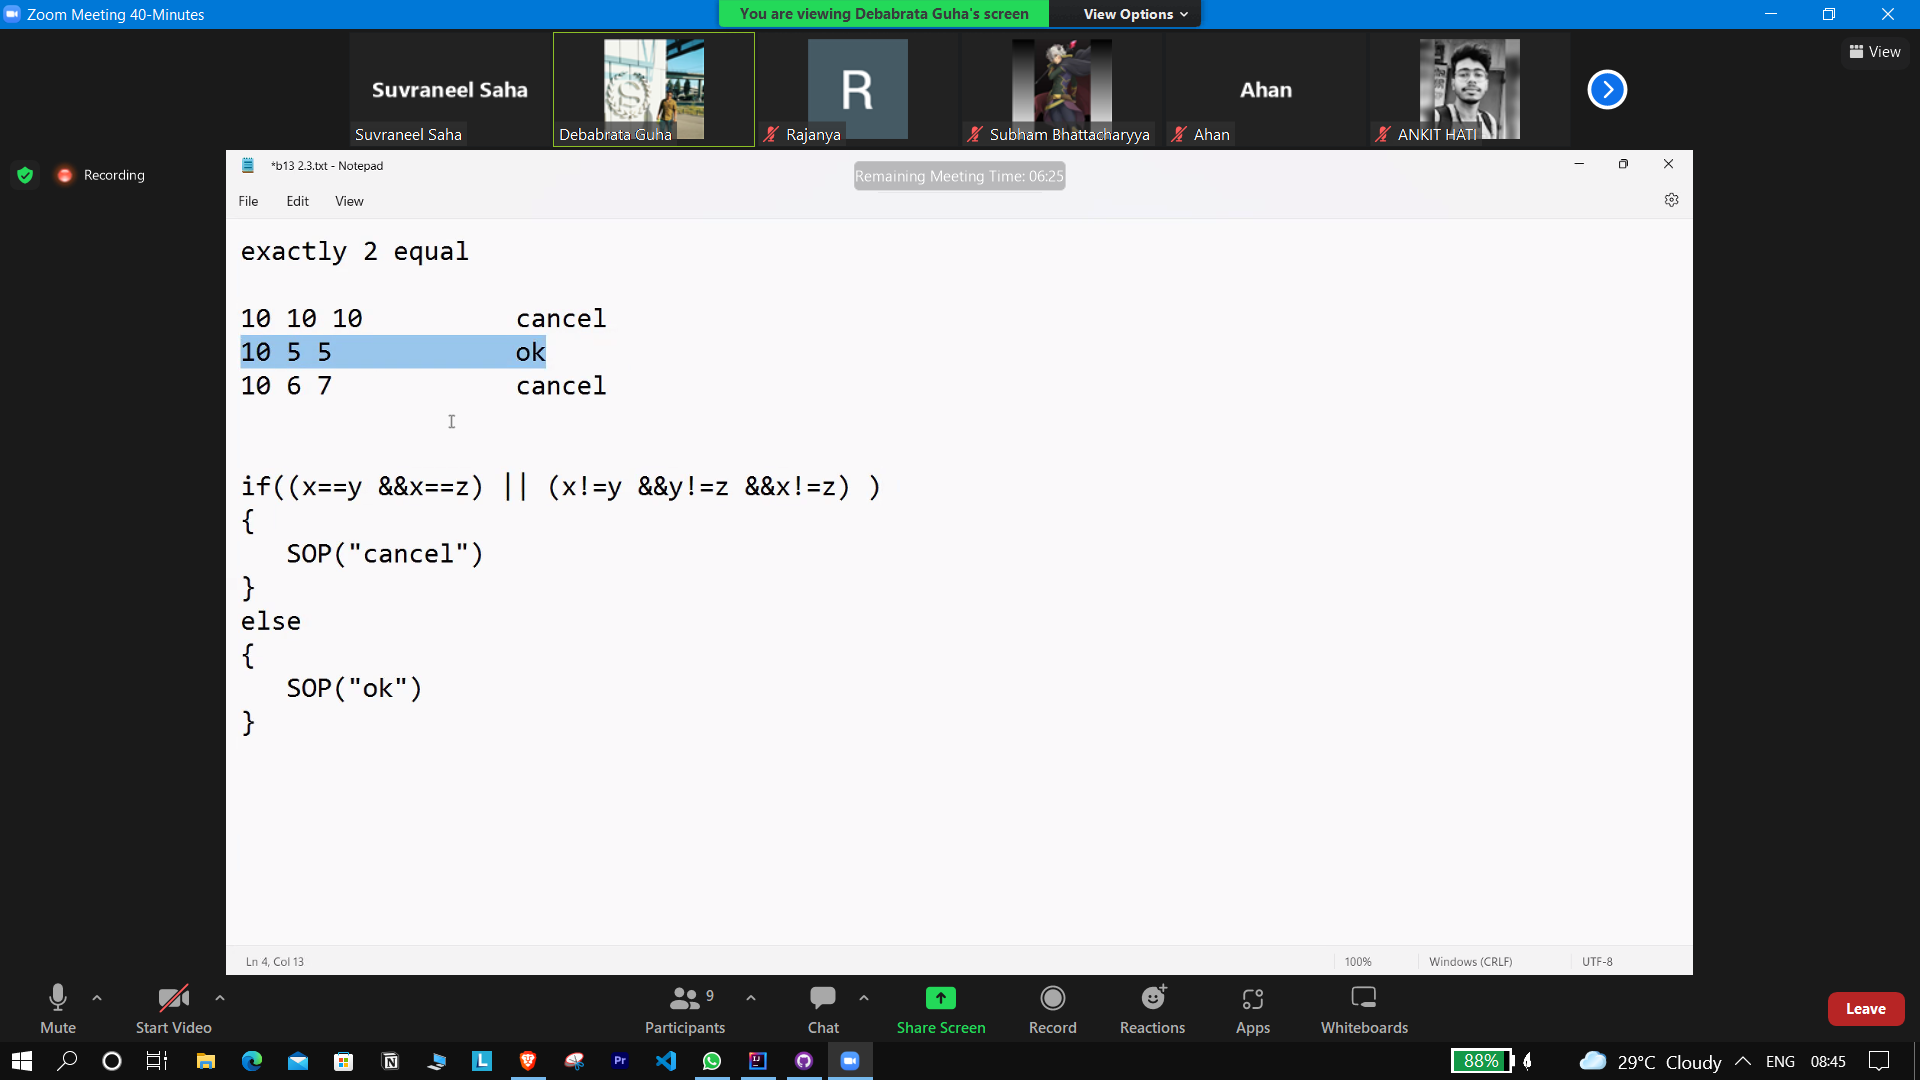 Zoom Meeting 40-Minutes
You are viewing Debabrata Guha's screen
View Options
View
Suvraneel Saha
R
Ahan
Suvraneel Saha
Debabrata Guha
Rajanya
Subham Bhattacharyya
Ahan
ANKIT HATI
Recording
*b13 2.3.txt - Notepad
Remaining Meeting Time: 06:25
File Edit View
exactly 2 equal
10 10 10 cancel
10 5 5 ok
10 6 7 cancel
if((x==y &&x==z) || (x!=y &&y!=z &&x!=z) )
{
SOP("cancel")
}
else
{
SOP("ok")
}
Ln 4, Col 13
100%
Windows (CRLF)
UTF-8
9
Mute
Start Video
Participants
Chat
Share Screen
Record
Reactions
Apps
Whiteboards
Leave
N
L
Pr
88%
29°C Cloudy
ENG
08:45